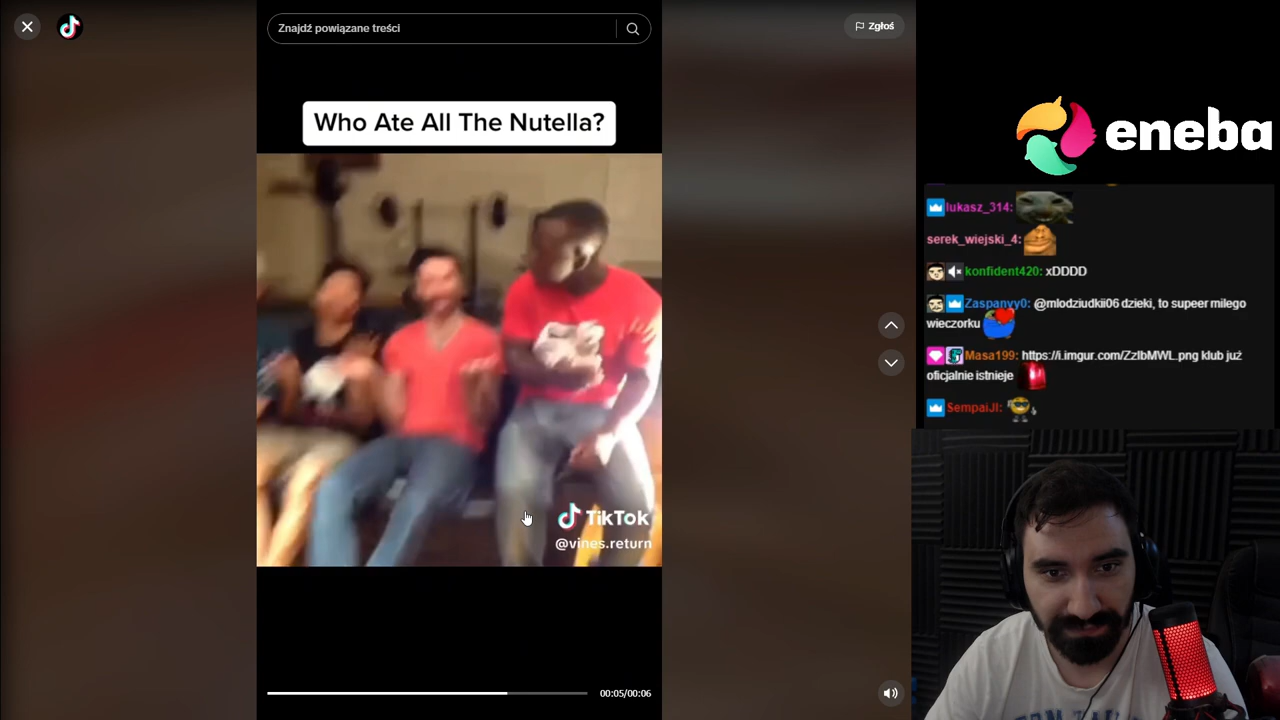 Znajdź powiązane treści
Zgłoś
Who Ate All The Nutella?
TikTok
@vines.return
00:05/00:06
eneba
lukasz_314:
serek_wiejski_4:
konfident420: xDDDD
Zaspanyy0: @mlodziudkii06 dzieki, to supeer milego
wieczorku
Masa199: https://i.imgur.com/ZzIbMWL.png klub już
oficjalnie istnieje
SempaiJI: